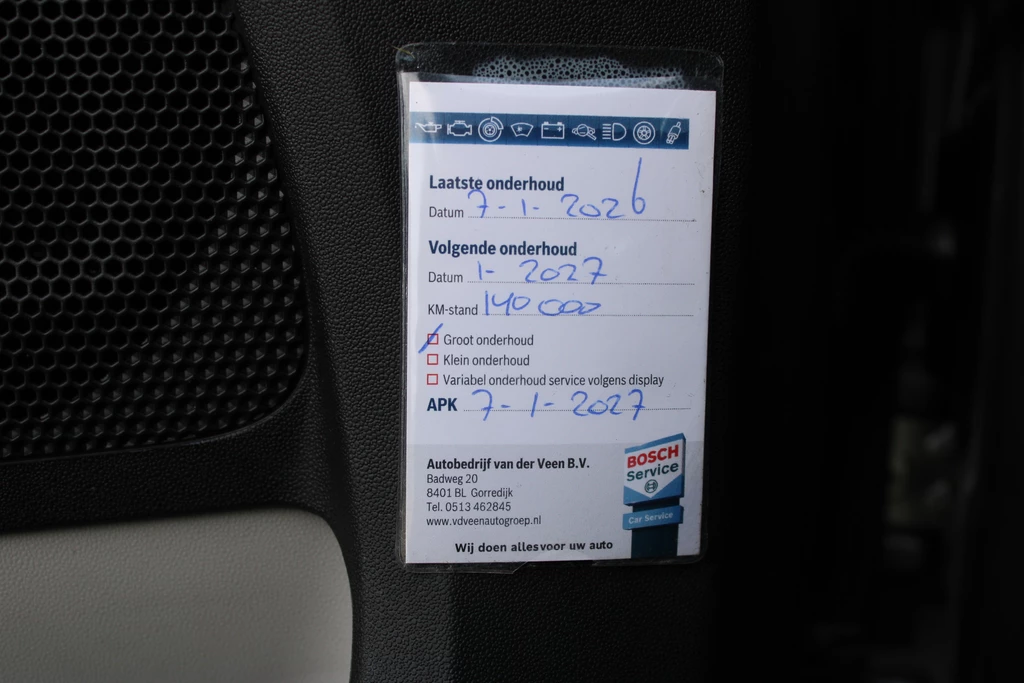 Laatste onderhoud
Datum 7-1-2026
Volgende onderhoud
Datum 1-2027
KM-stand 140 000
Groot onderhoud
Klein onderhoud
Variabel onderhoud service volgens display
APK 7-1-2027
Autobedrijf van der Veen B.V.
Badweg 20
8401 BL Gorredijk
Tel. 0513 462845
www.vdveenautogroep.nl
Wij doen alles voor uw auto
BOSCH
Service
Car Service